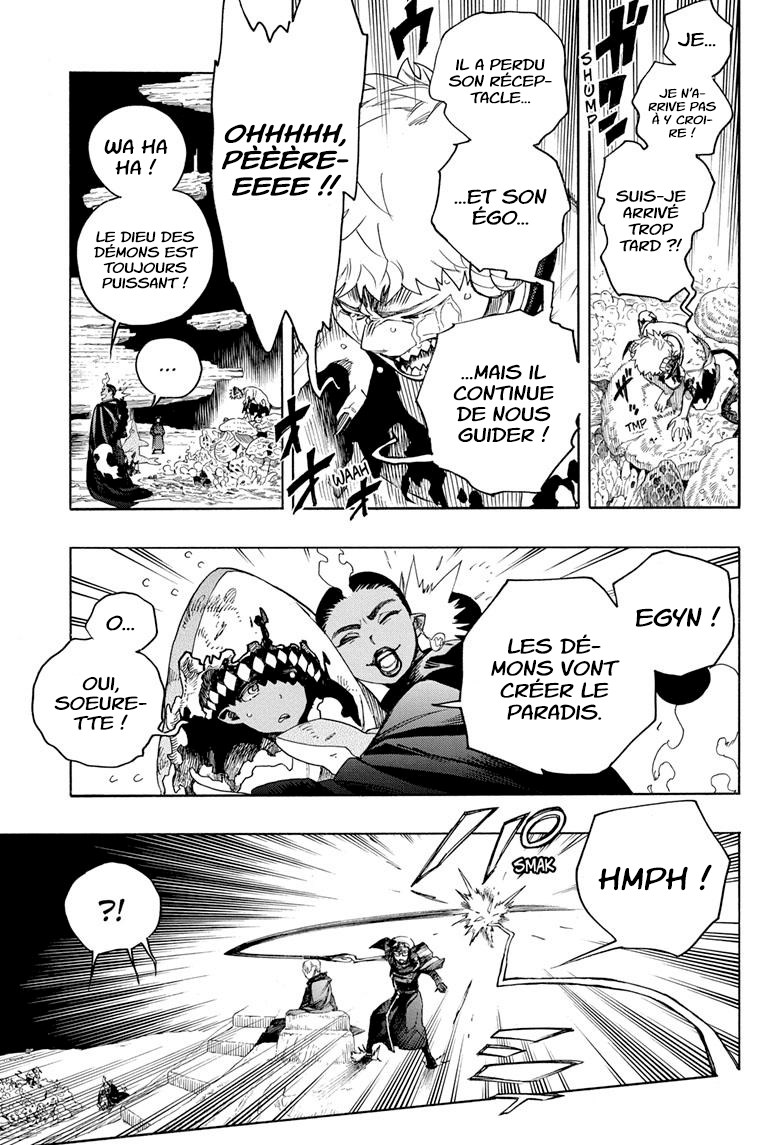 JE...
JE N'AR-
RIVE PAS
À Y CROI-
RE !
SHUMP
SUIS-JE
ARRIVÉ
TROP
TARD ?!
TMP
IL A PERDU
SON RÉCEP-
TACLE...
...ET SON
ÉGO...
...MAIS IL
CONTINUE
DE NOUS
GUIDER !
OHHHHH,
PÈÈÈRE-
EEEE !!
WAAH
WA HA
HA !
LE DIEU DES
DÉMONS EST
TOUJOURS
PUISSANT !
...
EGYN !
LES DÉ-
MONS VONT
CRÉER LE
PARADIS.
O...
OUI,
SOEURE-
TTE !
HMPH !
SMAK
?!